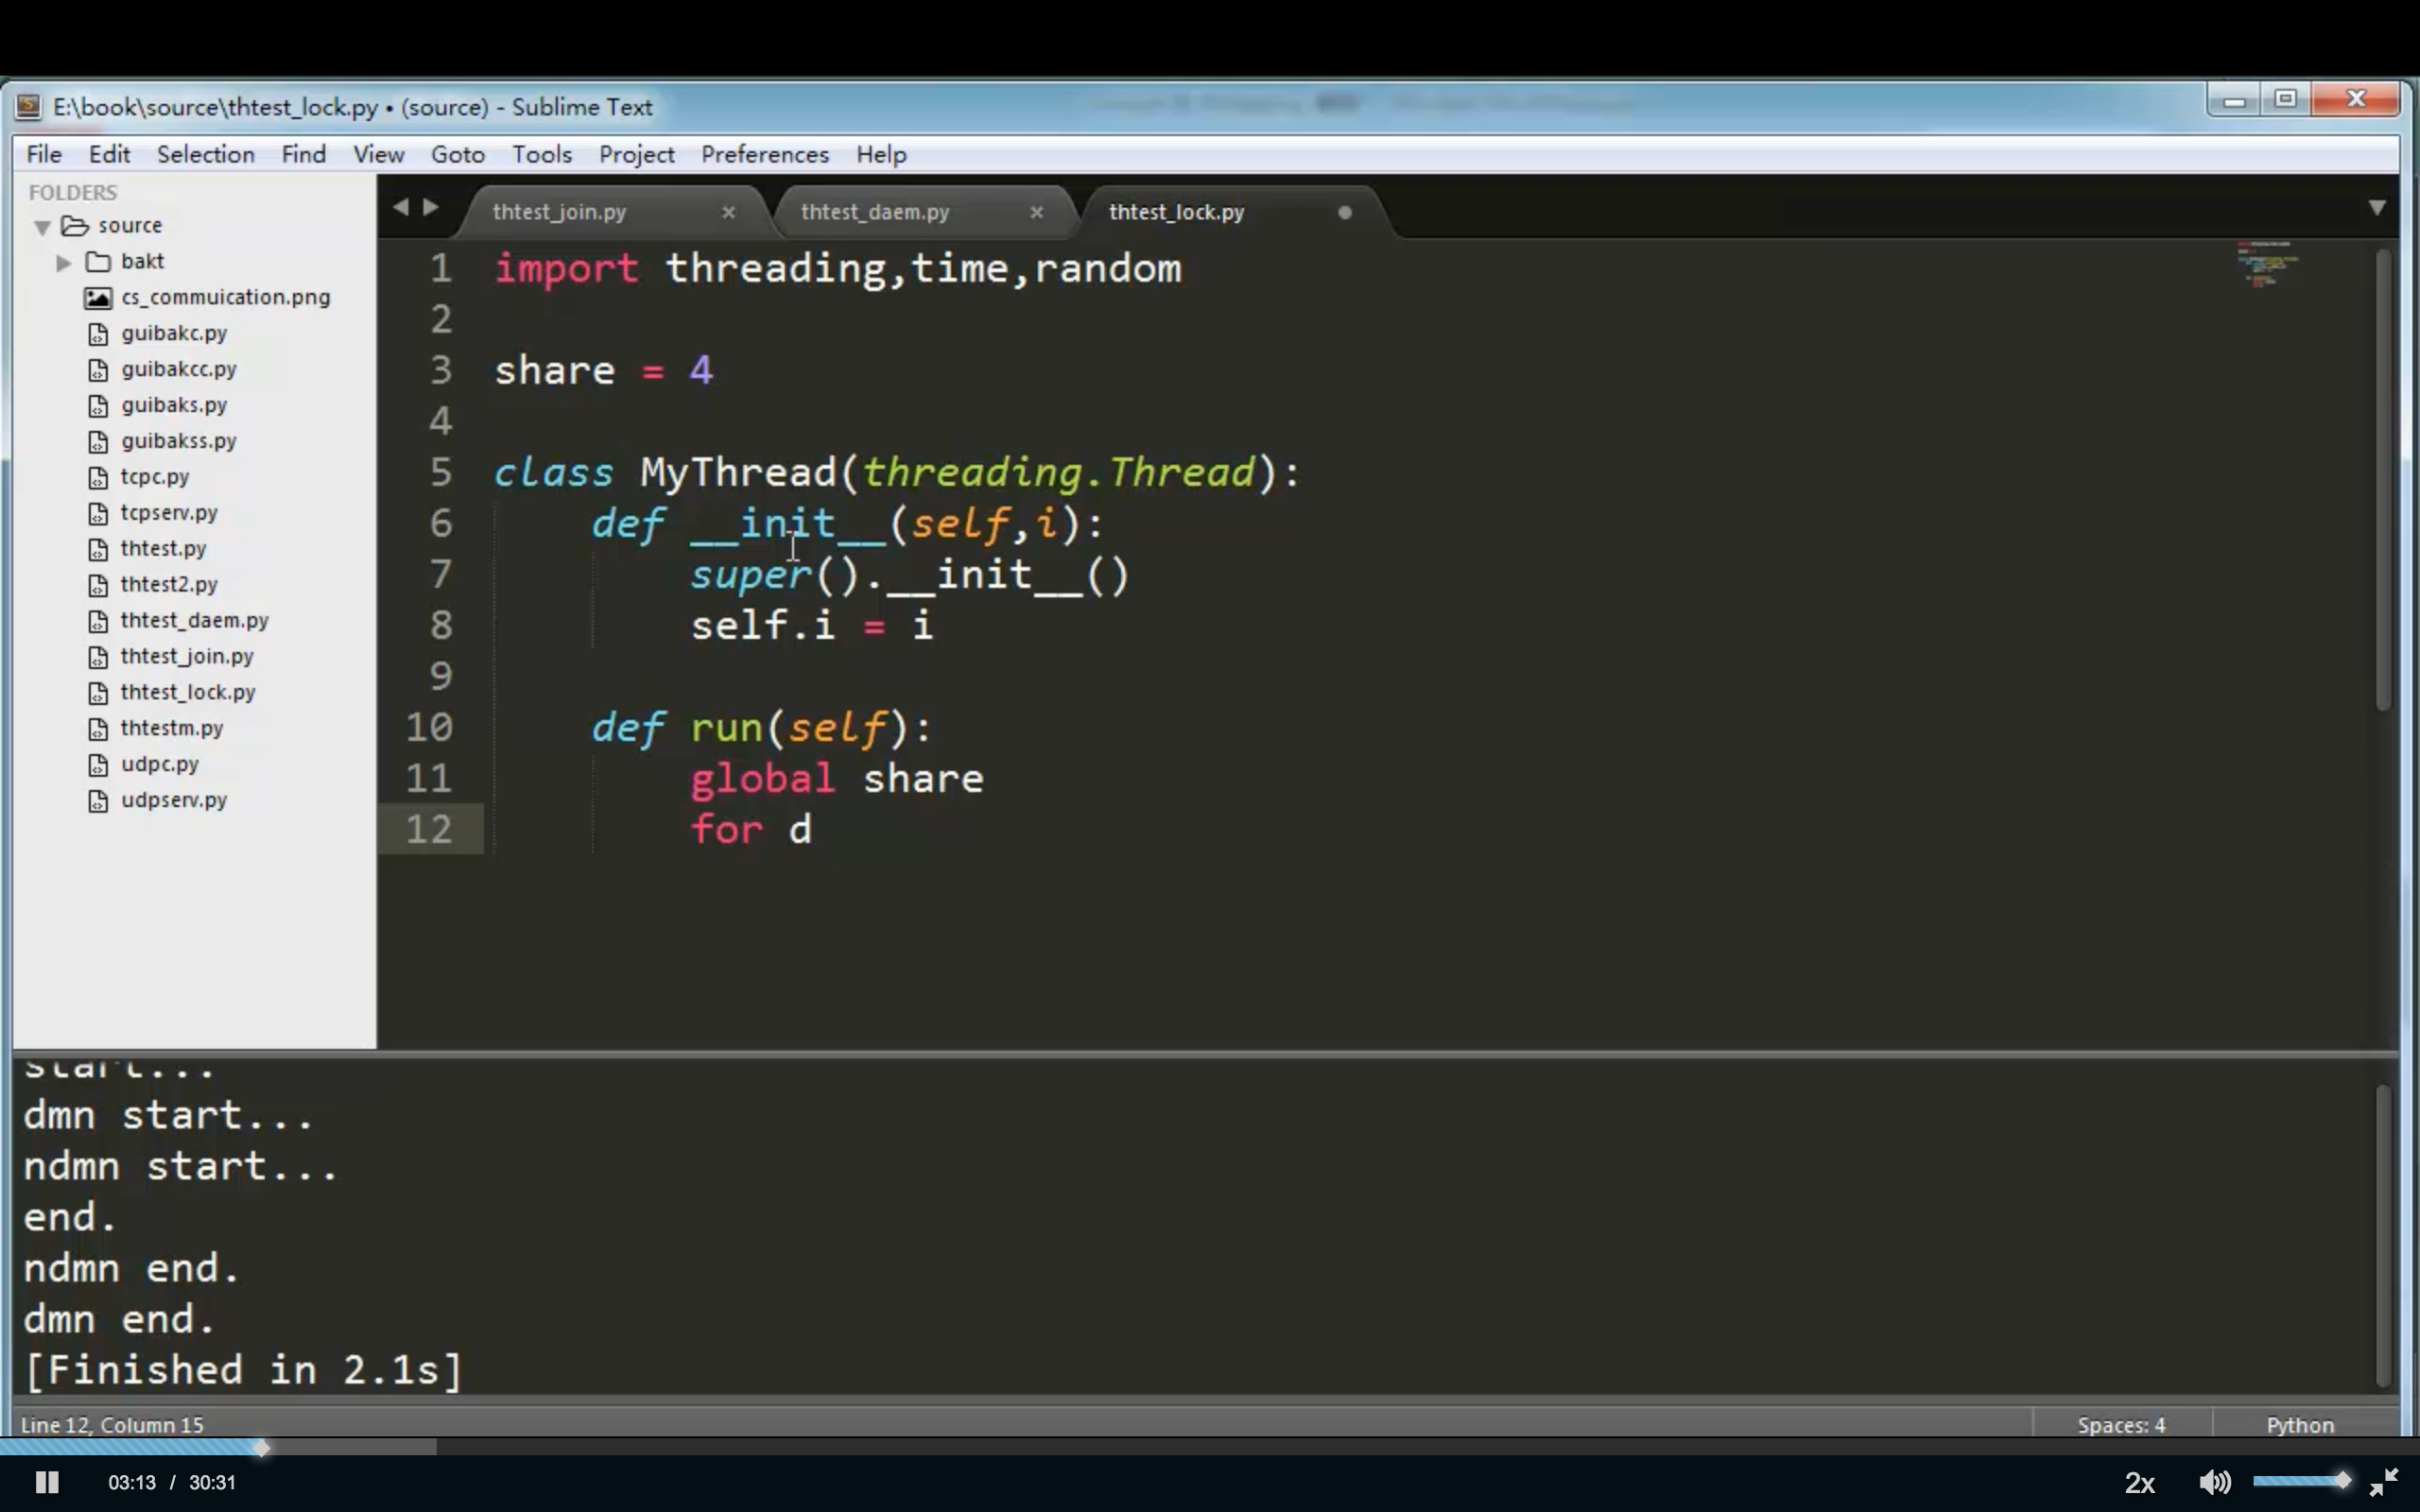 E:\book\source\thtest_lock.py • (source) - Sublime Text
File Edit Selection Find View Goto Tools Project Preferences Help
FOLDERS
source
bakt
cs_commuication.png
guibakc.py
guibakcc.py
guibaks.py
guibakss.py
tcpc.py
tcpserv.py
thtest.py
thtest2.py
thtest_daem.py
thtest_join.py
thtest_lock.py
thtestm.py
udpc.py
udpserv.py
thtest_join.py × thtest_daem.py × thtest_lock.py
1 import threading,time,random
2
3 share = 4
4
5 class MyThread(threading.Thread):
6 def __init__(self,i):
7 super().__init__()
8 self.i = i
9
10 def run(self):
11 global share
12 for d
start...
dmn start...
ndmn start...
end.
ndmn end.
dmn end.
[Finished in 2.1s]
Line 12, Column 15 Spaces: 4 Python
03:13 / 30:31 2x